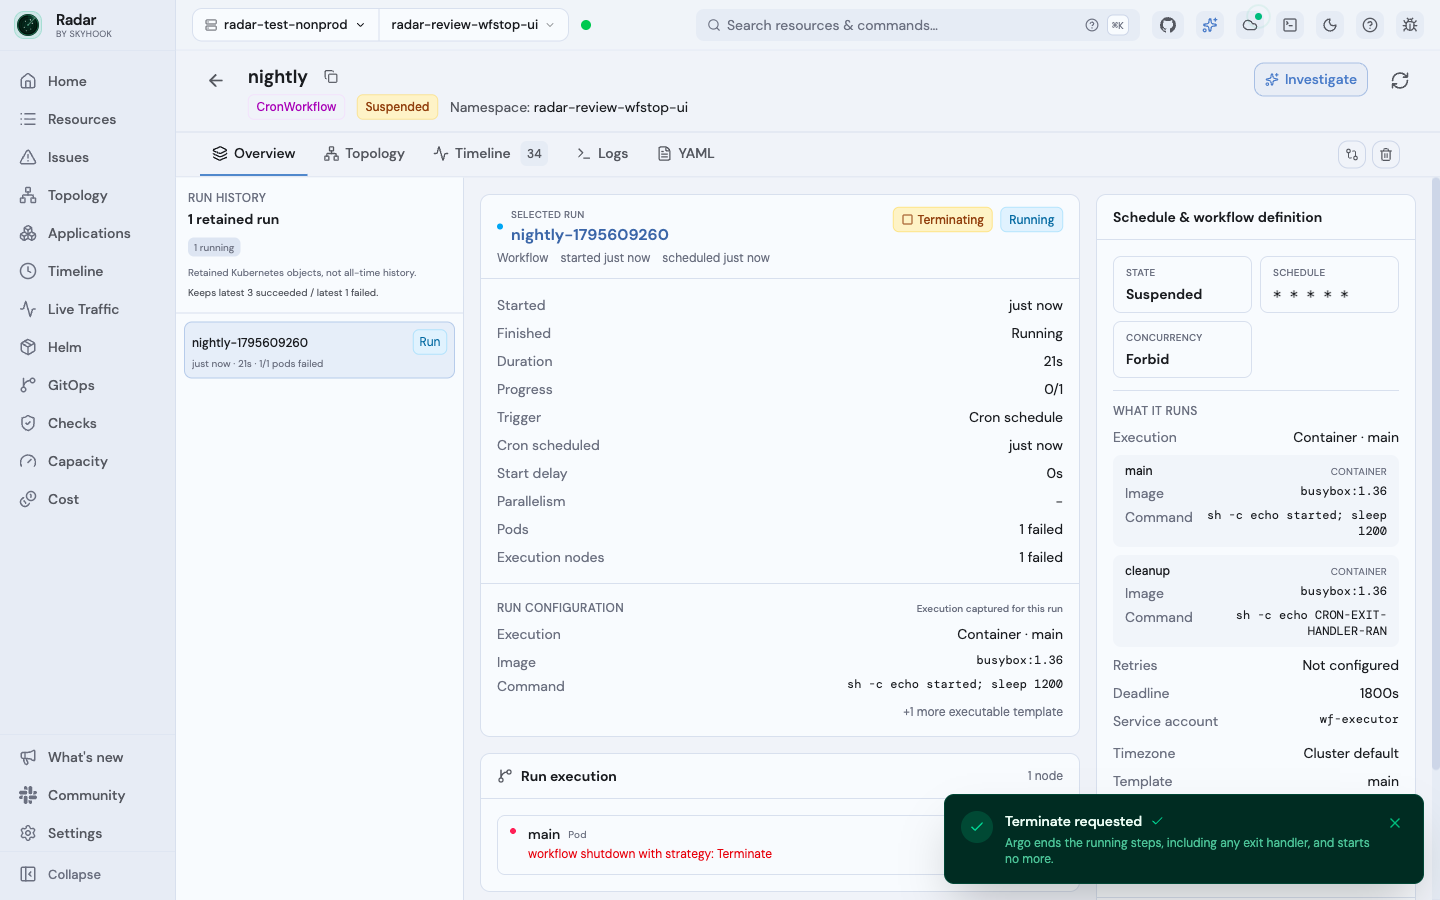 Radar
BY SKYHOOK
radar-test-nonprod
radar-review-wfstop-ui
Search resources & commands...
⌘K
Home
Resources
Issues
Topology
Applications
Timeline
Live Traffic
Helm
GitOps
Checks
Capacity
Cost
What's new
Community
Settings
Collapse
nightly
CronWorkflow
Suspended
Namespace: radar-review-wfstop-ui
Investigate
Overview
Topology
Timeline 34
Logs
YAML
RUN HISTORY
1 retained run
1 running
Retained Kubernetes objects, not all-time history.
Keeps latest 3 succeeded / latest 1 failed.
nightly-1795609260
Run
just now · 21s · 1/1 pods failed
SELECTED RUN
nightly-1795609260
Terminating
Running
Workflow started just now scheduled just now
Started just now
Finished Running
Duration 21s
Progress 0/1
Trigger Cron schedule
Cron scheduled just now
Start delay 0s
Parallelism –
Pods 1 failed
Execution nodes 1 failed
RUN CONFIGURATION Execution captured for this run
Execution Container · main
Image busybox:1.36
Command sh -c echo started; sleep 1200
+1 more executable template
Run execution 1 node
main Pod
workflow shutdown with strategy: Terminate
Schedule & workflow definition
STATE
Suspended
SCHEDULE
* * * * *
CONCURRENCY
Forbid
WHAT IT RUNS
Execution Container · main
main CONTAINER
Image busybox:1.36
Command sh -c echo started; sleep
1200
cleanup CONTAINER
Image busybox:1.36
Command sh -c echo CRON-EXIT-
HANDLER-RAN
Retries Not configured
Deadline 1800s
Service account wf-executor
Timezone Cluster default
Template main
Terminate requested
Argo ends the running steps, including any exit handler, and starts
no more.